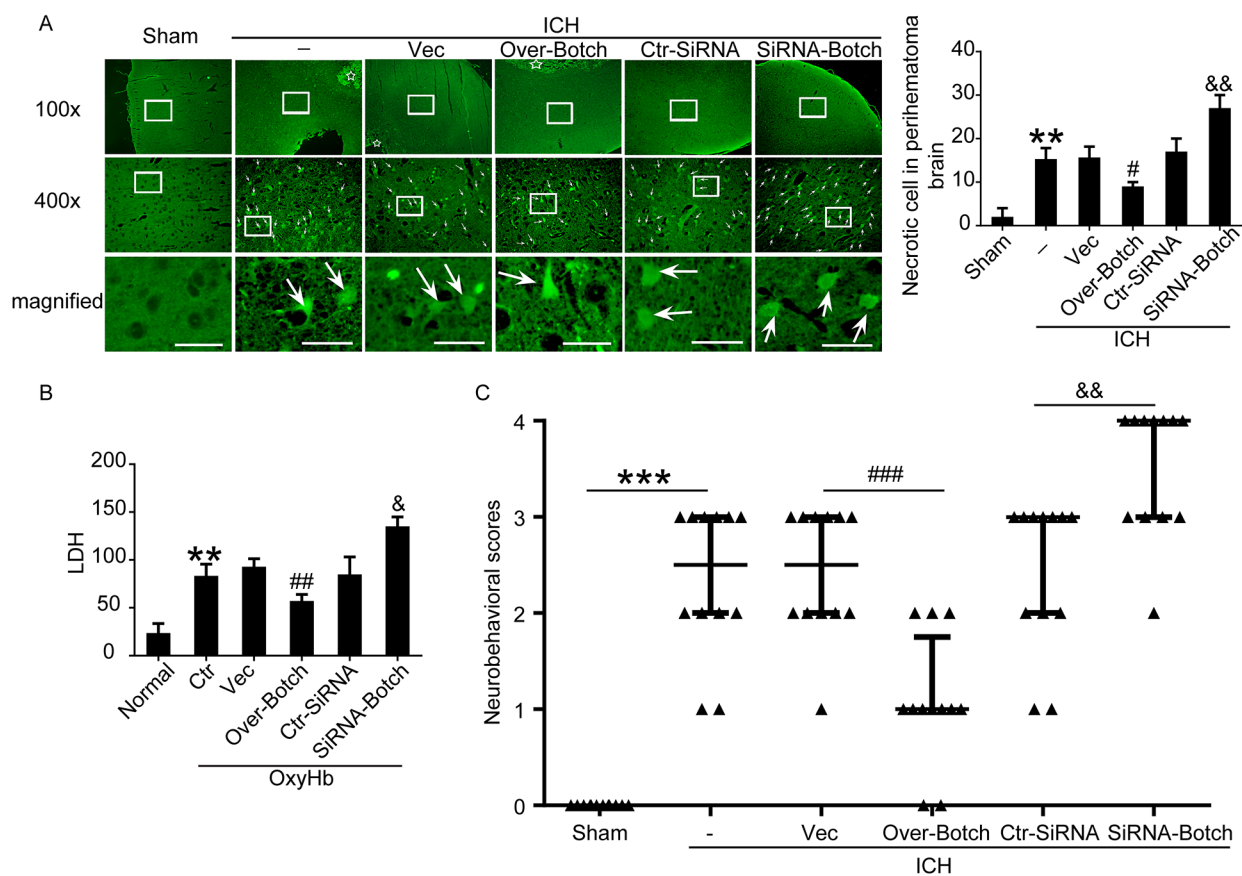 A
Sham
ICH
– Vec Over-Botch Ctr-SiRNA SiRNA-Botch
100x
400x
magnified
Necrotic cell in perihematoma
brain
40
30
20
10
0
**
#
&&
Sham
–
Vec
Over-Botch
Ctr-SiRNA
SiRNA-Botch
ICH
B
LDH
200
150
100
50
0
**
##
&
Normal
Ctr
Vec
Over-Botch
Ctr-SiRNA
SiRNA-Botch
OxyHb
C
Neurobehavioral scores
4
3
2
1
0
***
###
&&
Sham - Vec Over-Botch Ctr-SiRNA SiRNA-Botch
ICH